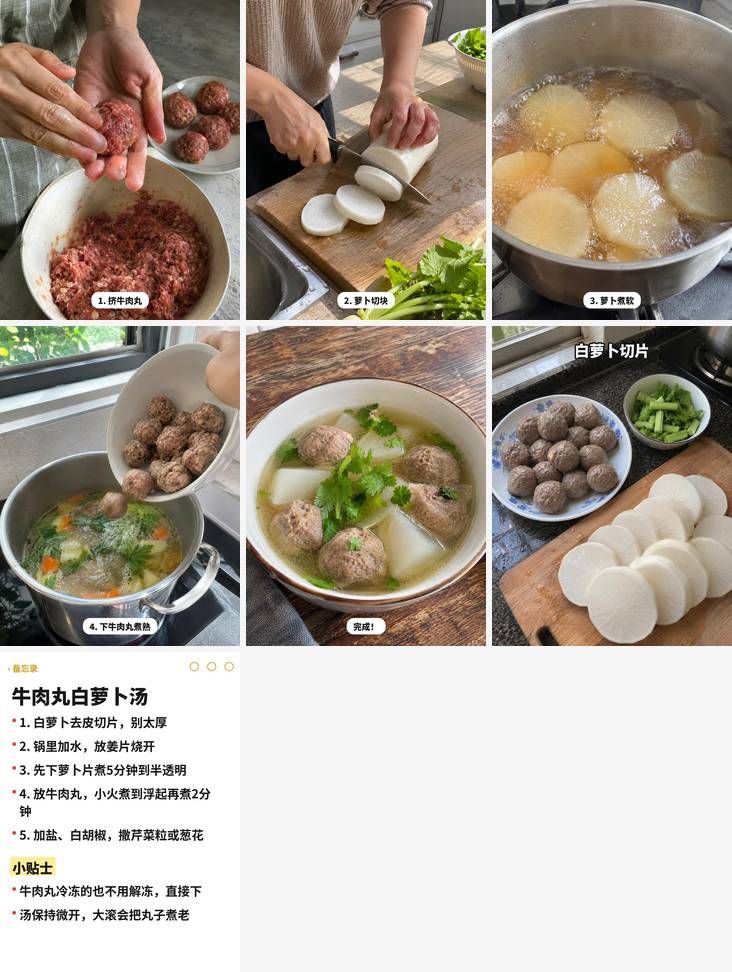 1. 挤牛肉丸
2. 萝卜切块
3. 萝卜煮软
4. 下牛肉丸煮熟
完成！
白萝卜切片
‹ 备忘录
牛肉丸白萝卜汤
• 1. 白萝卜去皮切片，别太厚
• 2. 锅里加水，放姜片烧开
• 3. 先下萝卜片煮5分钟到半透明
• 4. 放牛肉丸，小火煮到浮起再煮2分
钟
• 5. 加盐、白胡椒，撒芹菜粒或葱花
小贴士
• 牛肉丸冷冻的也不用解冻，直接下
• 汤保持微开，大滚会把丸子煮老